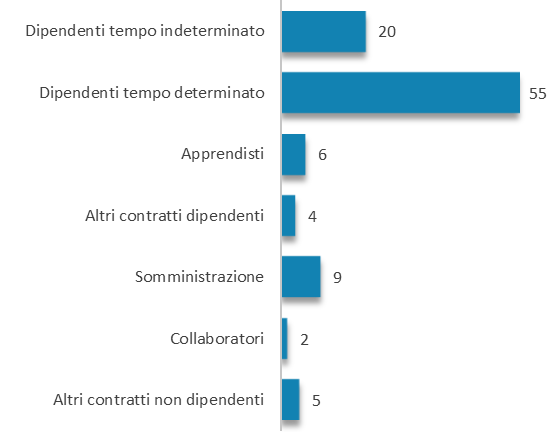 Dipendenti tempo indeterminato 20
Dipendenti tempo determinato 55
Apprendisti 6
Altri contratti dipendenti 4
Somministrazione 9
Collaboratori 2
Altri contratti non dipendenti 5